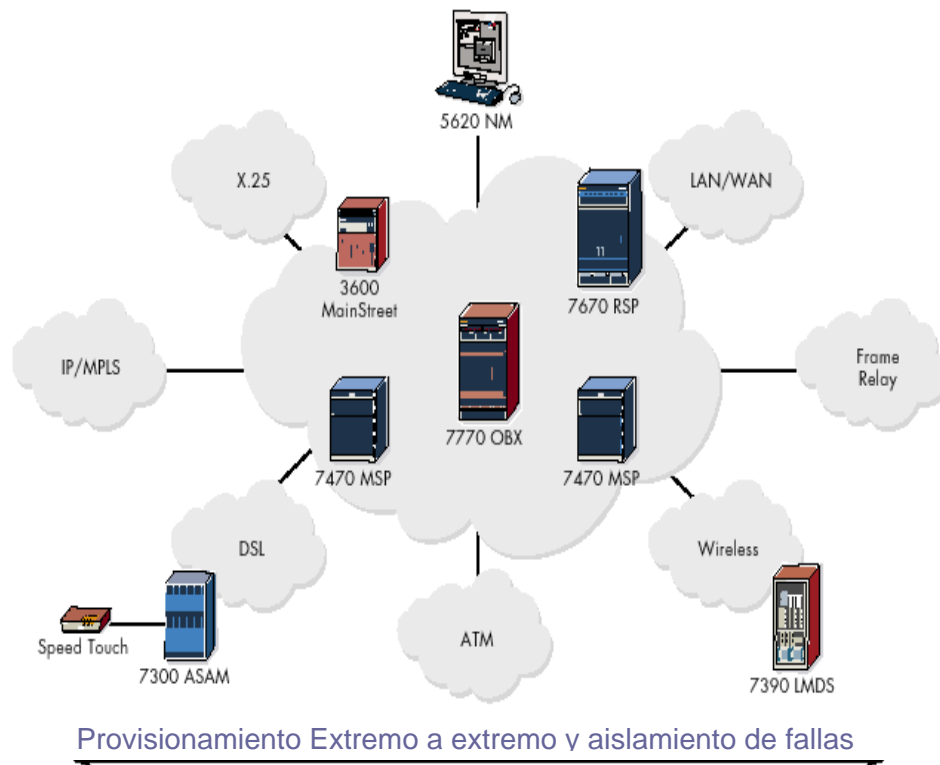 5620 NM
X.25
LAN/WAN
11
3600
MainStreet
7670 RSP
IP/MPLS
Frame
Relay
7770 OBX
7470 MSP
7470 MSP
DSL
Wireless
Speed Touch
7300 ASAM
ATM
7390 LMDS
Provisionamiento Extremo a extremo y aislamiento de fallas